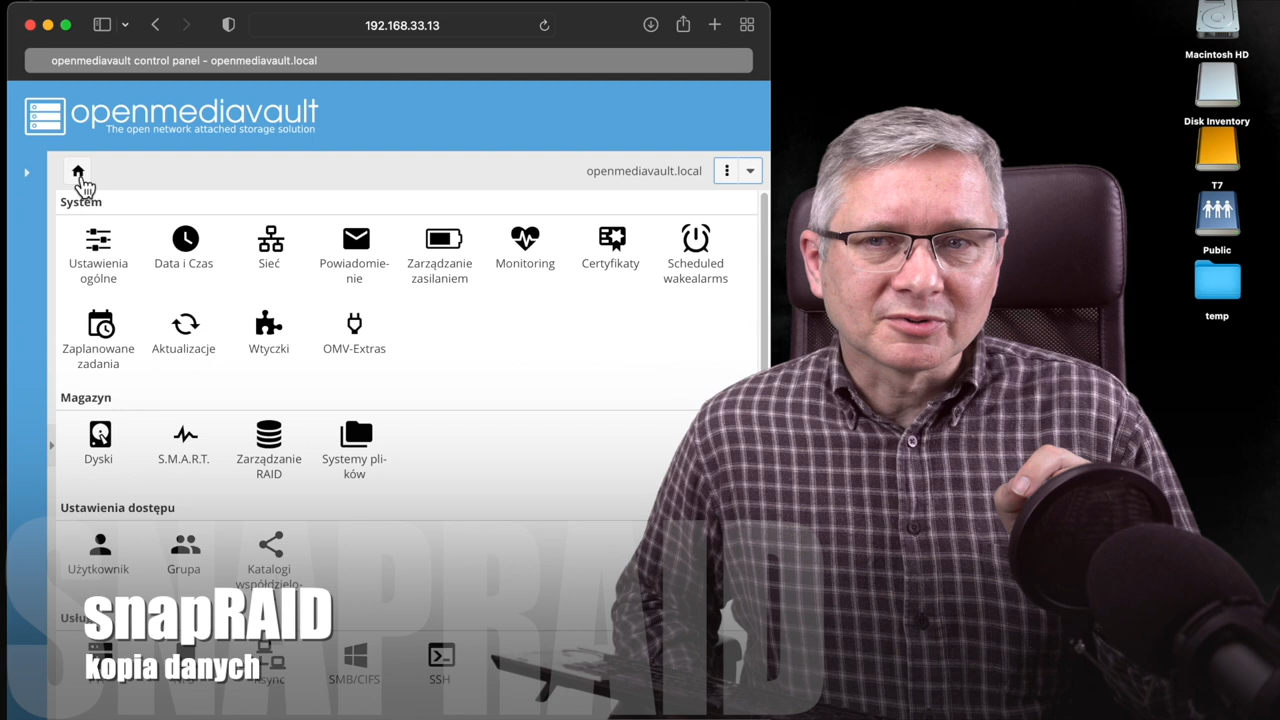 192.168.33.13
openmediavault control panel – openmediavault.local
openmediavault
The open network attached storage solution
openmediavault.local
System
Ustawienia ogólne
Data i Czas
Sieć
Powiadomie-nie
Zarządzanie zasilaniem
Monitoring
Certyfikaty
Scheduled wakealarms
Zaplanowane zadania
Aktualizacje
Wtyczki
OMV-Extras
Magazyn
Dyski
S.M.A.R.T.
Zarządzanie RAID
Systemy pli-ków
Ustawienia dostępu
Użytkownik
Grupa
Katalogi współdzielo-
SMB/CIFS
SSH
SNAPRAID
snapRAID
kopia danych
Macintosh HD
Disk Inventory
T7
Public
temp